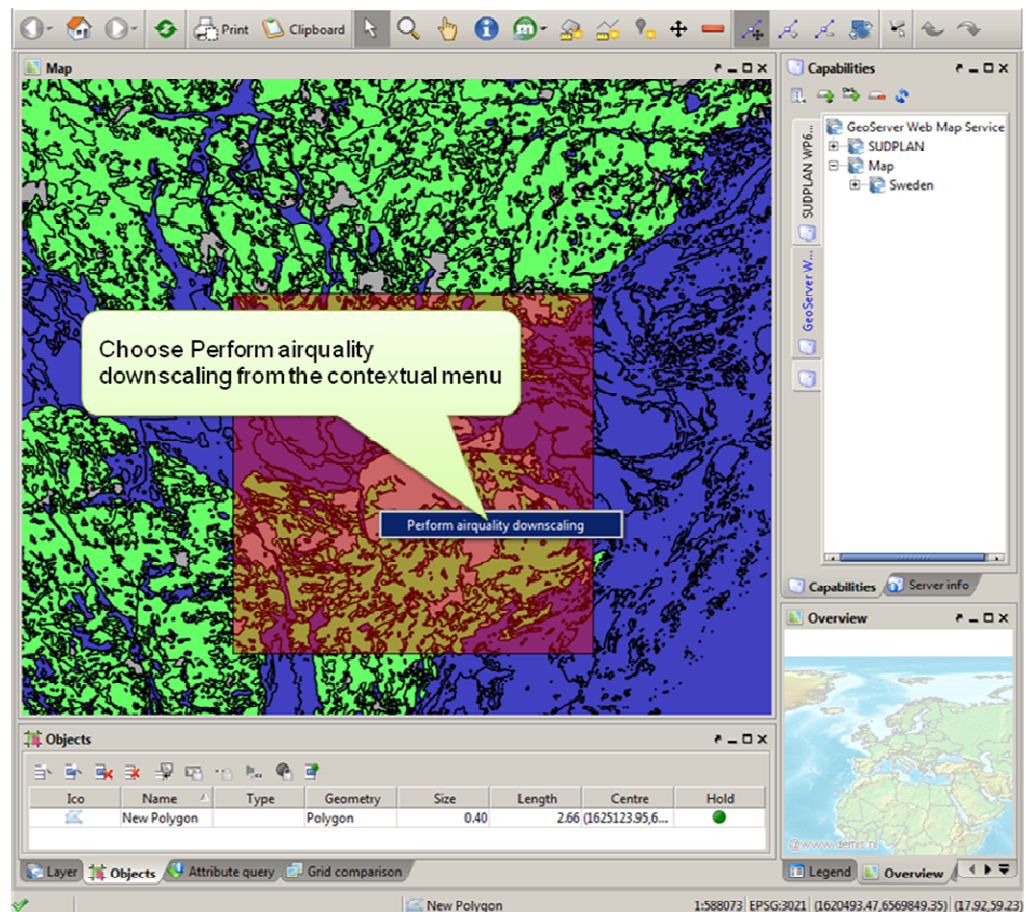 Print
Clipboard
Map
Choose Perform airquality
downscaling from the contextual menu
Perform airquality downscaling
Capabilities
SUDPLAN WP6...
GeoServer W...
GeoServer Web Map Service
SUDPLAN
Map
Sweden
Capabilities
Server info
Overview
@www.demis.nl
Legend
Overview
Objects
Ico
Name
Type
Geometry
Size
Length
Centre
Hold
New Polygon
Polygon
0.40
2.66
(1625123.95,6...
Layer
Objects
Attribute query
Grid comparison
New Polygon
1:588073
EPSG:3021
(1620493.47,6569849.35)
(17.92,59.23)